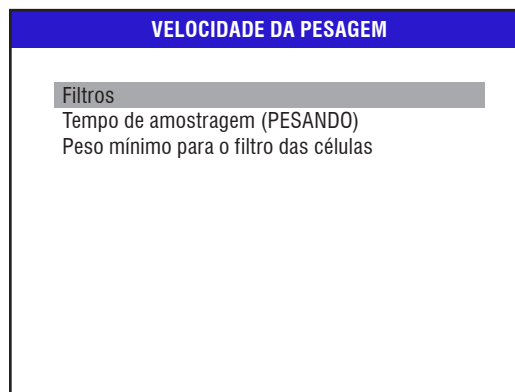 VELOCIDADE DA PESAGEM
Filtros
Tempo de amostragem (PESANDO)
Peso mínimo para o filtro das células